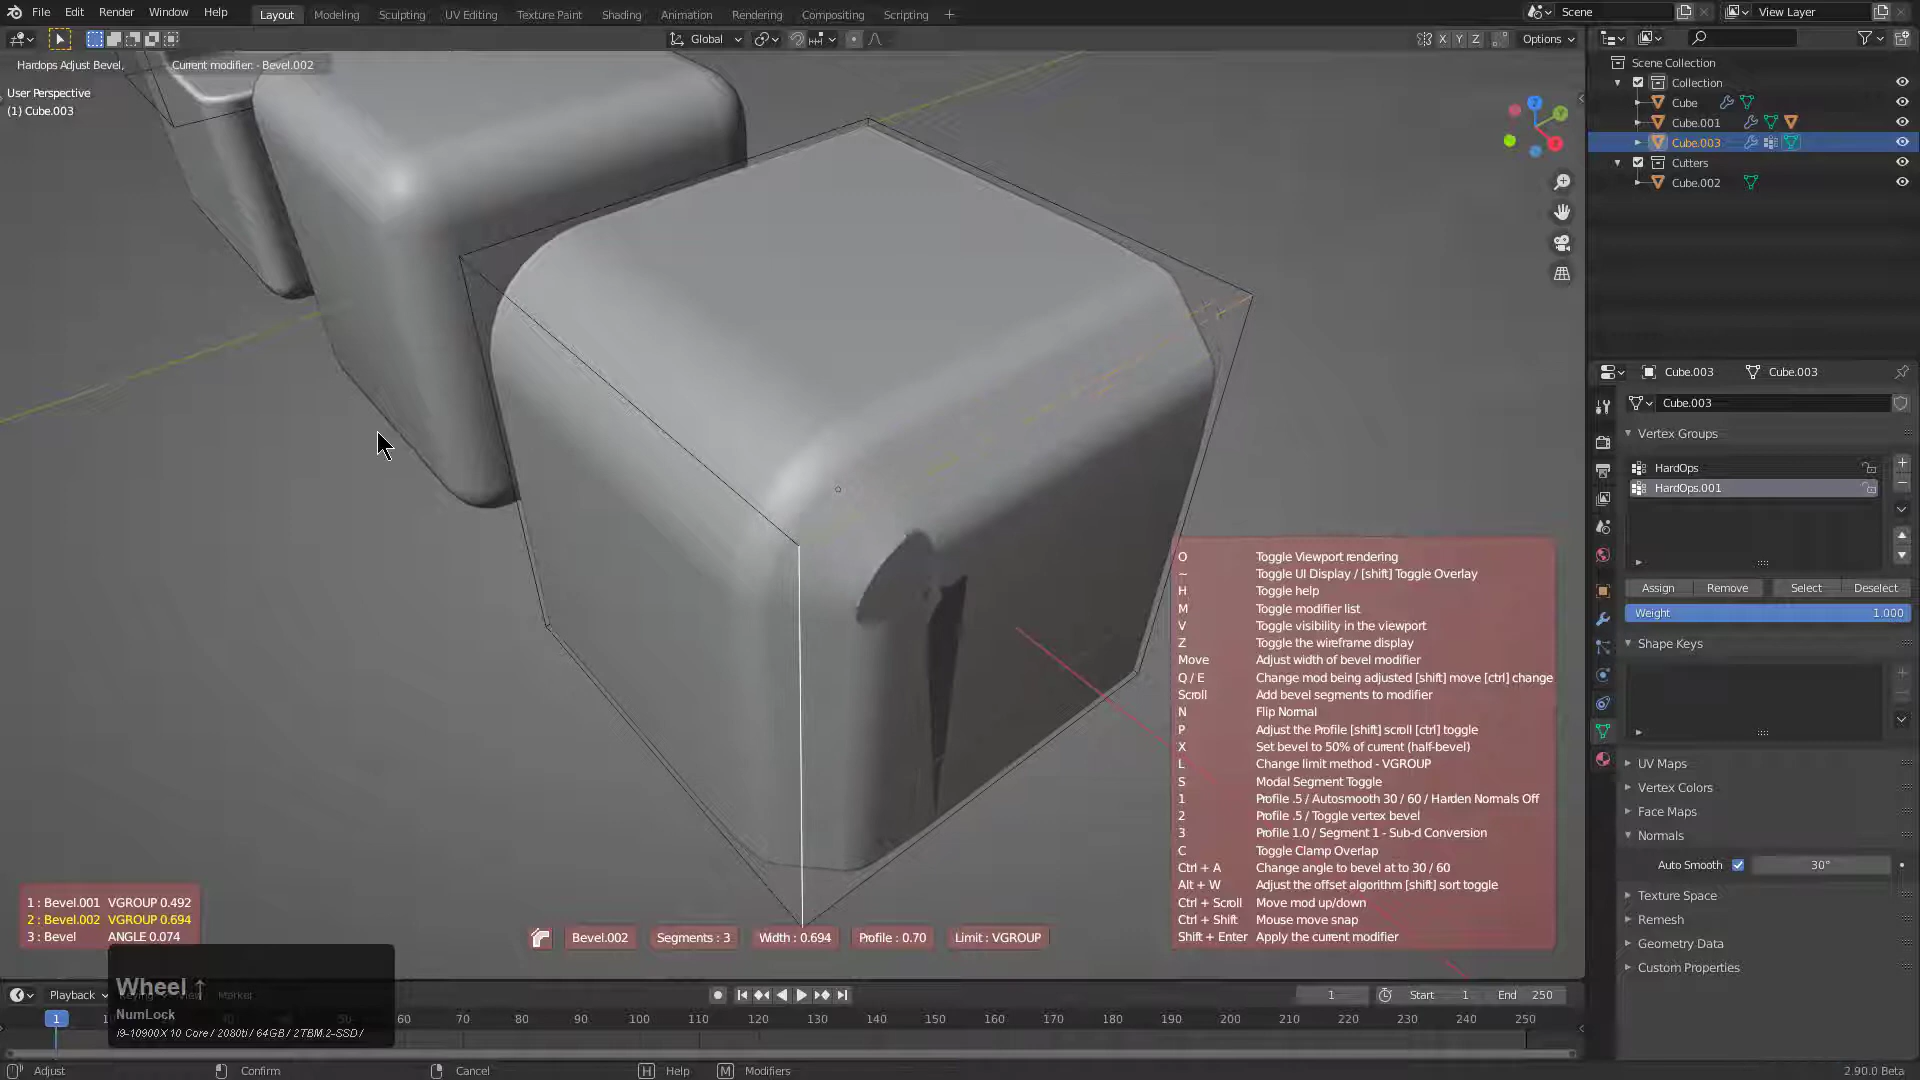 File Edit Render Window Help Layout Modeling Sculpting UV Editing Texture Paint Shading Animation Rendering Compositing Scripting + Scene View Layer
Global X Y Z Options
Hardops Adjust Bevel, Current modifier: - Bevel.002
User Perspective
(1) Cube.003
Scene Collection
Collection
Cube
Cube.001
Cube.003
Cutters
Cube.002
Cube.003 Cube.003
Cube.003
Vertex Groups
HardOps
HardOps.001
Assign Remove Select Deselect
Weight 1.000
Shape Keys
UV Maps
Vertex Colors
Face Maps
Normals
Auto Smooth 30°
Texture Space
Remesh
Geometry Data
Custom Properties
O Toggle Viewport rendering
~ Toggle UI Display / [shift] Toggle Overlay
H Toggle help
M Toggle modifier list
V Toggle visibility in the viewport
Z Toggle the wireframe display
Move Adjust width of bevel modifier
Q / E Change mod being adjusted [shift] move [ctrl] change
Scroll Add bevel segments to modifier
N Flip Normal
P Adjust the Profile [shift] scroll [ctrl] toggle
X Set bevel to 50% of current (half-bevel)
L Change limit method - VGROUP
S Modal Segment Toggle
1 Profile .5 / Autosmooth 30 / 60 / Harden Normals Off
2 Profile .5 / Toggle vertex bevel
3 Profile 1.0 / Segment 1 - Sub-d Conversion
C Toggle Clamp Overlap
Ctrl + A Change angle to bevel at to 30 / 60
Alt + W Adjust the offset algorithm [shift] sort toggle
Ctrl + Scroll Move mod up/down
Ctrl + Shift Mouse move snap
Shift + Enter Apply the current modifier
1 : Bevel.001 VGROUP 0.492
2 : Bevel.002 VGROUP 0.694
3 : Bevel ANGLE 0.074
Bevel.002 Segments : 3 Width : 0.694 Profile : 0.70 Limit : VGROUP
Wheel ↑
NumLock
i9-10900X 10 Core / 2080ti / 64GB / 2TBM.2-SSD /
Playback Keying View Marker 1 Start 1 End 250
1 60 70 80 90 100 110 120 130 140 150 160 170 180 190 200 210 220 230 240 250
Adjust Confirm Cancel H Help M Modifiers 2.90.0 Beta